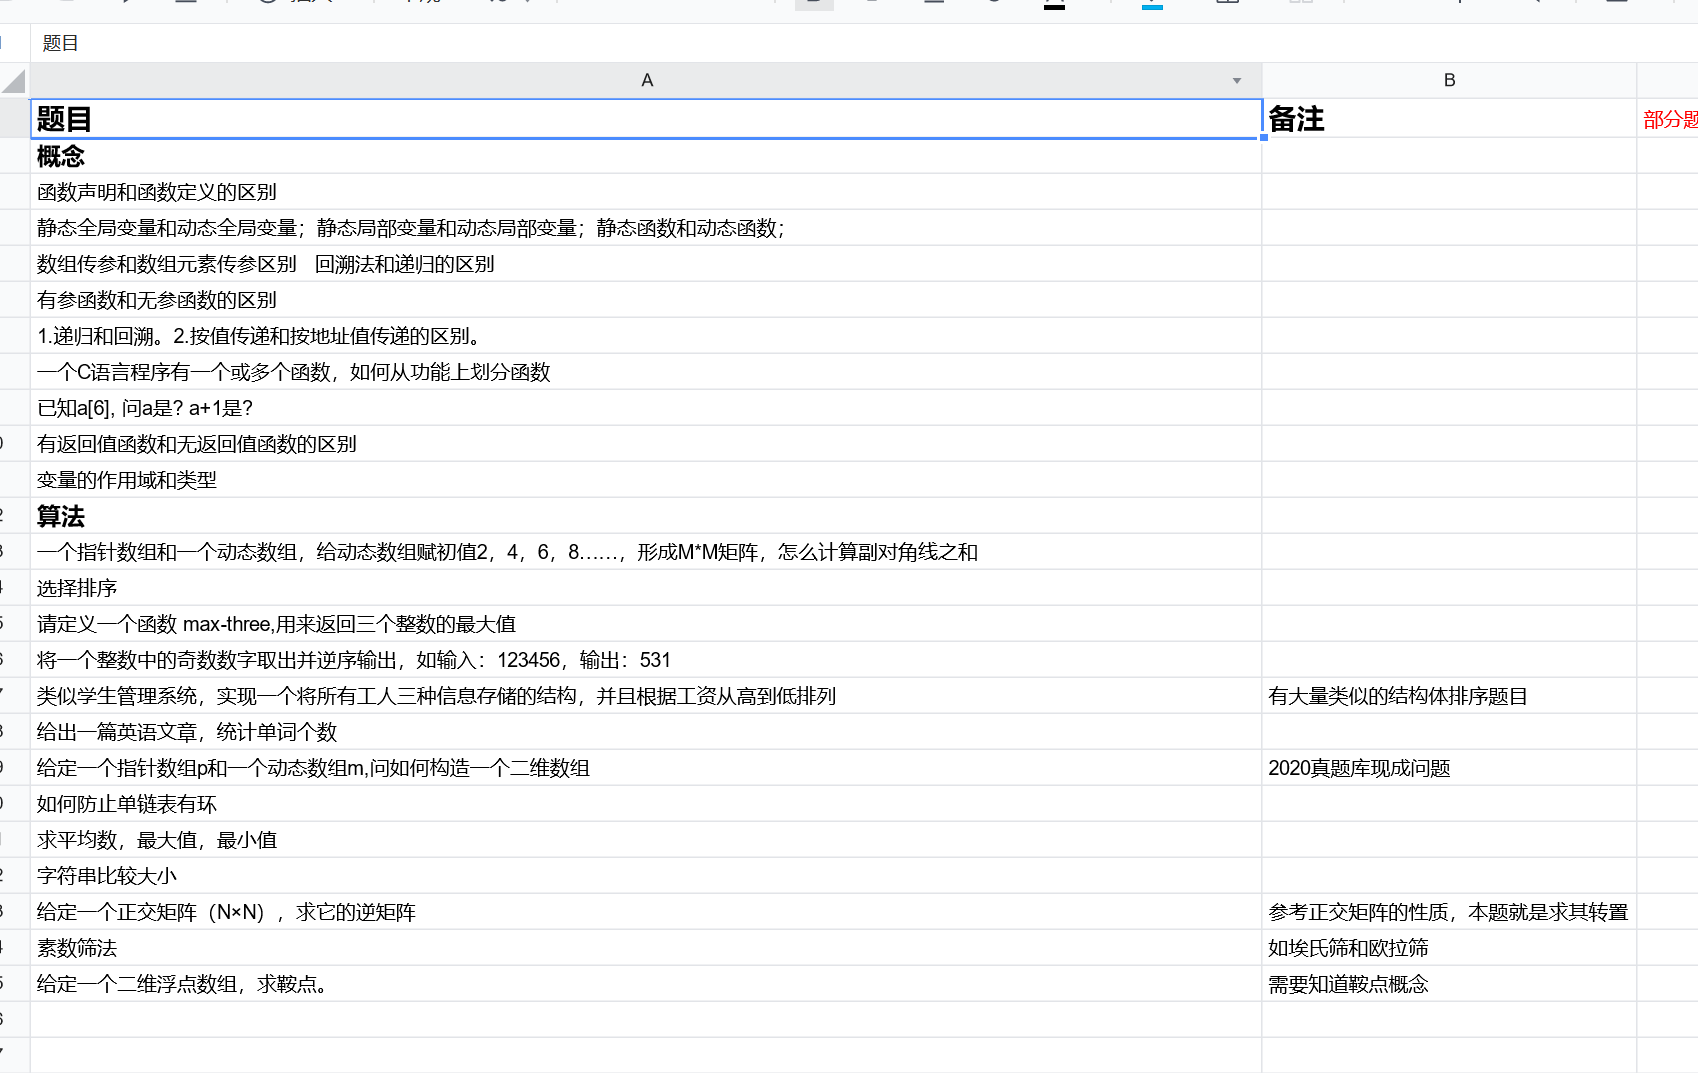 题目
A B
题目 备注 部分题
概念
函数声明和函数定义的区别
静态全局变量和动态全局变量；静态局部变量和动态局部变量；静态函数和动态函数；
数组传参和数组元素传参区别 回溯法和递归的区别
有参函数和无参函数的区别
1.递归和回溯。2.按值传递和按地址值传递的区别。
一个C语言程序有一个或多个函数，如何从功能上划分函数
已知a[6], 问a是? a+1是?
有返回值函数和无返回值函数的区别
变量的作用域和类型
算法
一个指针数组和一个动态数组，给动态数组赋初值2，4，6，8……，形成M*M矩阵，怎么计算副对角线之和
选择排序
请定义一个函数 max-three,用来返回三个整数的最大值
将一个整数中的奇数数字取出并逆序输出，如输入：123456，输出：531
类似学生管理系统，实现一个将所有工人三种信息存储的结构，并且根据工资从高到低排列 有大量类似的结构体排序题目
给出一篇英语文章，统计单词个数
给定一个指针数组p和一个动态数组m,问如何构造一个二维数组 2020真题库现成问题
如何防止单链表有环
求平均数，最大值，最小值
字符串比较大小
给定一个正交矩阵（N×N），求它的逆矩阵 参考正交矩阵的性质，本题就是求其转置
素数筛法 如埃氏筛和欧拉筛
给定一个二维浮点数组，求鞍点。 需要知道鞍点概念